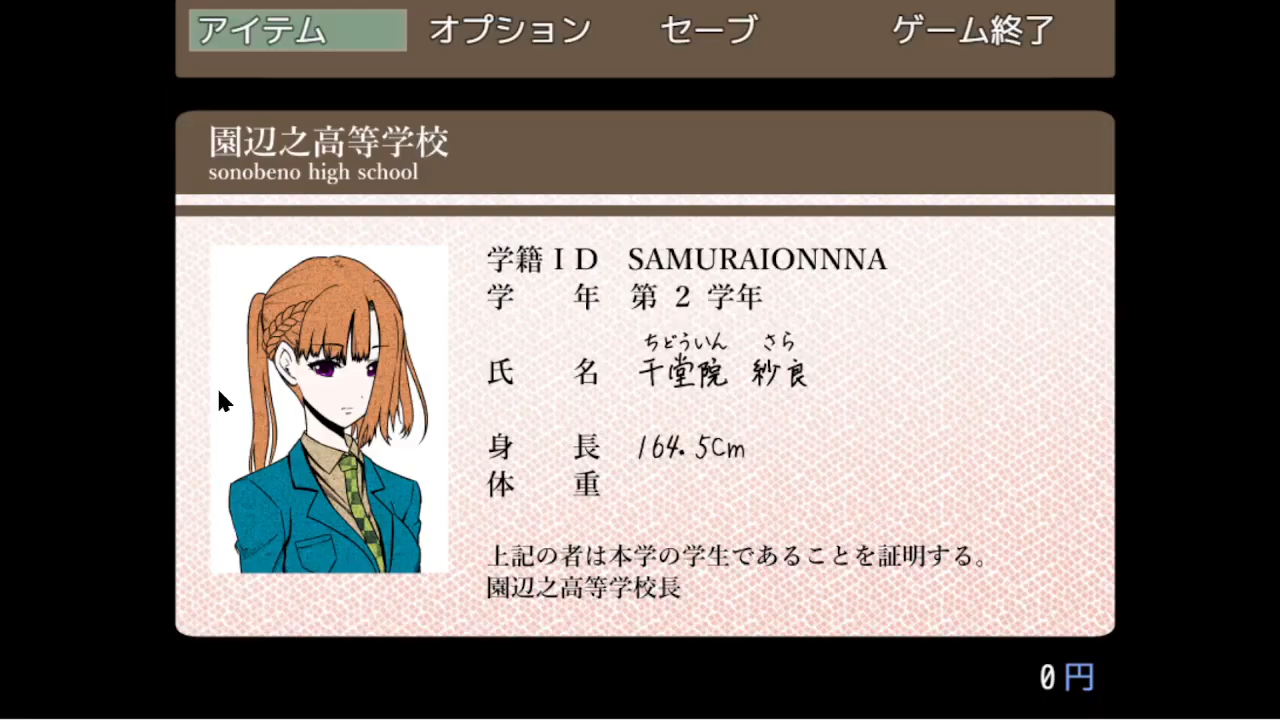 アイテム オプション セーブ ゲーム終了
園辺之高等学校
sonobeno high school
学籍ID SAMURAIONNNA
学年 第2学年
ちどういん さら
氏名 千堂院 紗良
身長 164.5cm
体重
上記の者は本学の学生であることを証明する。
園辺之高等学校長
0円